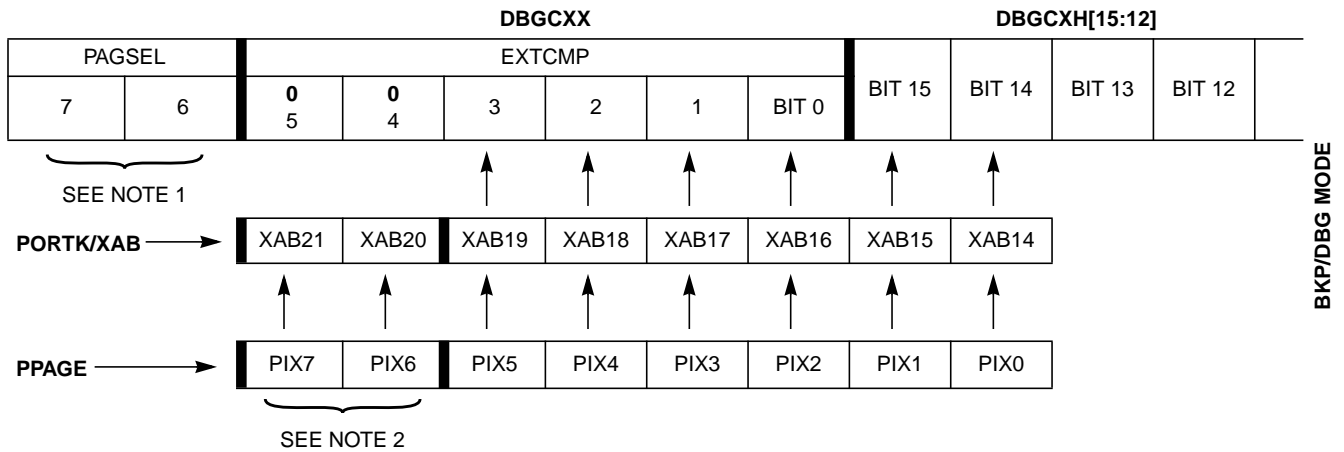 DBGCXX DBGCXH[15:12]
PAGSEL EXTCMP
7 6 0 5 0 4 3 2 1 BIT 0 BIT 15 BIT 14 BIT 13 BIT 12
SEE NOTE 1
PORTK/XAB XAB21 XAB20 XAB19 XAB18 XAB17 XAB16 XAB15 XAB14
PPAGE PIX7 PIX6 PIX5 PIX4 PIX3 PIX2 PIX1 PIX0
SEE NOTE 2
BKP/DBG MODE